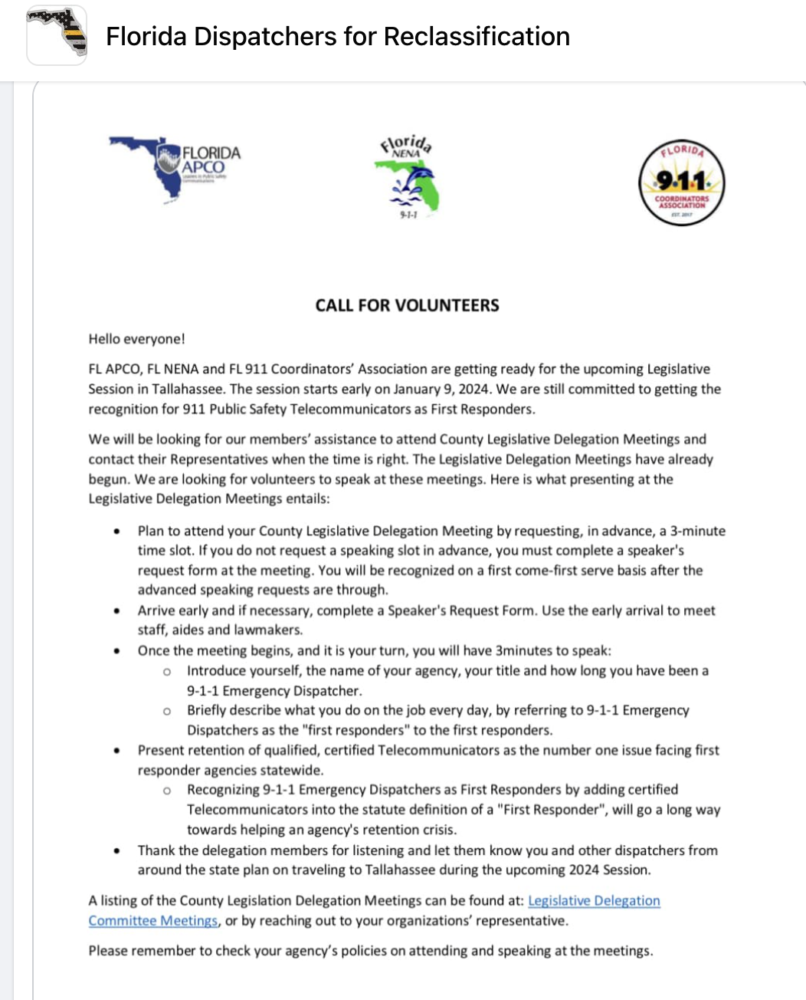 Florida Dispatchers for Reclassification
FLORIDA
APCO
Florida
NENA
9-1-1
FLORIDA
9.1.1
COORDINATORS
ASSOCIATION
EST. 2017
CALL FOR VOLUNTEERS
Hello everyone!
FL APCO, FL NENA and FL 911 Coordinators' Association are getting ready for the upcoming Legislative
Session in Tallahassee. The session starts early on January 9, 2024. We are still committed to getting the
recognition for 911 Public Safety Telecommunicators as First Responders.
We will be looking for our members' assistance to attend County Legislative Delegation Meetings and
contact their Representatives when the time is right. The Legislative Delegation Meetings have already
begun. We are looking for volunteers to speak at these meetings. Here is what presenting at the
Legislative Delegation Meetings entails:
• Plan to attend your County Legislative Delegation Meeting by requesting, in advance, a 3-minute
time slot. If you do not request a speaking slot in advance, you must complete a speaker's
request form at the meeting. You will be recognized on a first come-first serve basis after the
advanced speaking requests are through.
• Arrive early and if necessary, complete a Speaker's Request Form. Use the early arrival to meet
staff, aides and lawmakers.
• Once the meeting begins, and it is your turn, you will have 3minutes to speak:
o Introduce yourself, the name of your agency, your title and how long you have been a
9-1-1 Emergency Dispatcher.
o Briefly describe what you do on the job every day, by referring to 9-1-1 Emergency
Dispatchers as the "first responders" to the first responders.
• Present retention of qualified, certified Telecommunicators as the number one issue facing first
responder agencies statewide.
o Recognizing 9-1-1 Emergency Dispatchers as First Responders by adding certified
Telecommunicators into the statute definition of a "First Responder", will go a long way
towards helping an agency's retention crisis.
• Thank the delegation members for listening and let them know you and other dispatchers from
around the state plan on traveling to Tallahassee during the upcoming 2024 Session.
A listing of the County Legislation Delegation Meetings can be found at: Legislative Delegation
Committee Meetings, or by reaching out to your organizations' representative.
Please remember to check your agency's policies on attending and speaking at the meetings.